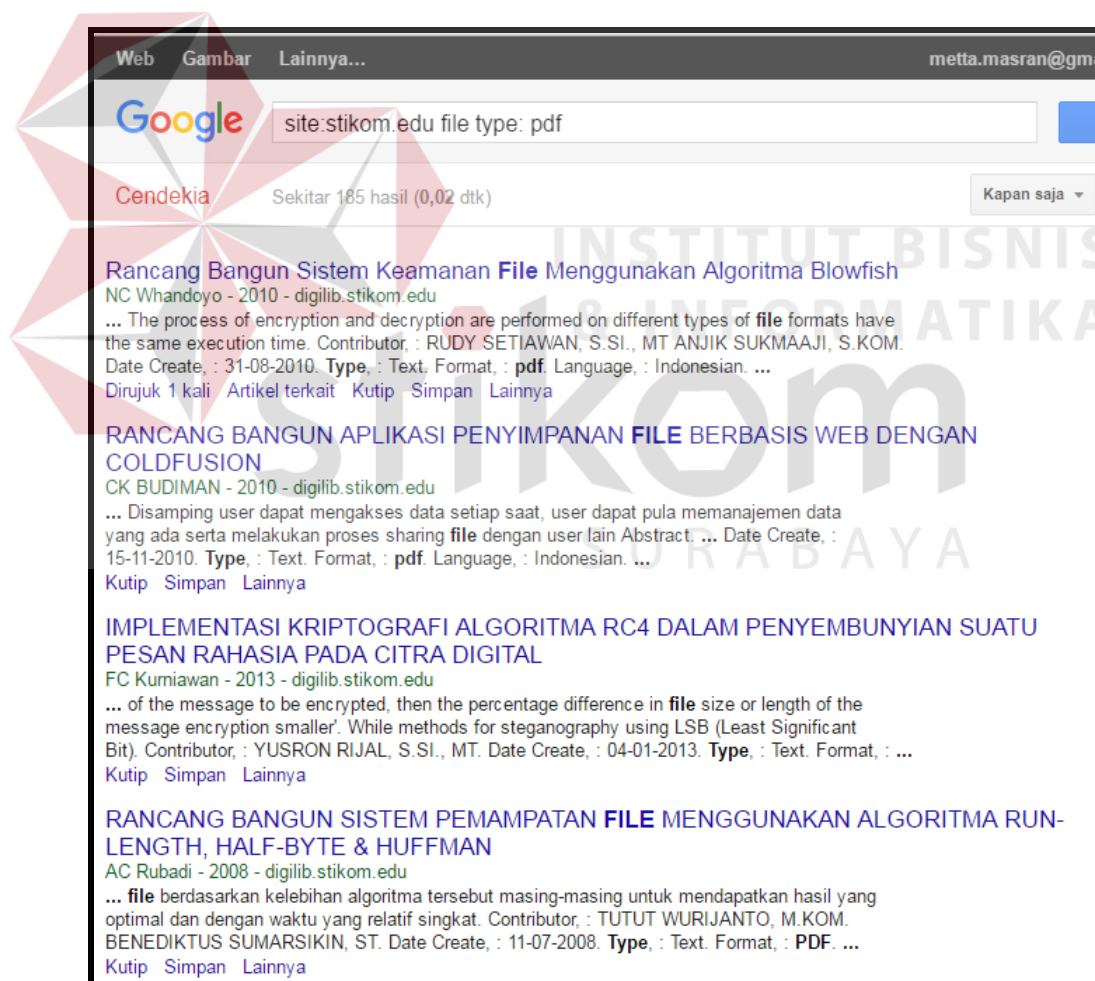 Web Gambar Lainnya... metta.masran@gma
Google site:stikom.edu file type: pdf
Cendekia Sekitar 185 hasil (0,02 dtk) Kapan saja
INSTITUT BISNIS
& INFORMATIKA
stikom
SURABAYA
Rancang Bangun Sistem Keamanan File Menggunakan Algoritma Blowfish
NC Whandoyo - 2010 - digilib.stikom.edu
... The process of encryption and decryption are performed on different types of file formats have
the same execution time. Contributor, : RUDY SETIAWAN, S.SI., MT ANJIK SUKMAAJI, S.KOM.
Date Create, : 31-08-2010. Type, : Text. Format, : pdf. Language, : Indonesian. ...
Dirujuk 1 kali Artikel terkait Kutip Simpan Lainnya
RANCANG BANGUN APLIKASI PENYIMPANAN FILE BERBASIS WEB DENGAN
COLDFUSION
CK BUDIMAN - 2010 - digilib.stikom.edu
... Disamping user dapat mengakses data setiap saat, user dapat pula memanajemen data
yang ada serta melakukan proses sharing file dengan user lain Abstract. ... Date Create, :
15-11-2010. Type, : Text. Format, : pdf. Language, : Indonesian. ...
Kutip Simpan Lainnya
IMPLEMENTASI KRIPTOGRAFI ALGORITMA RC4 DALAM PENYEMBUNYIAN SUATU
PESAN RAHASIA PADA CITRA DIGITAL
FC Kurniawan - 2013 - digilib.stikom.edu
... of the message to be encrypted, then the percentage difference in file size or length of the
message encryption smaller'. While methods for steganography using LSB (Least Significant
Bit). Contributor, : YUSRON RIJAL, S.SI., MT. Date Create, : 04-01-2013. Type, : Text. Format, : ...
Kutip Simpan Lainnya
RANCANG BANGUN SISTEM PEMAMPATAN FILE MENGGUNAKAN ALGORITMA RUN-
LENGTH, HALF-BYTE & HUFFMAN
AC Rubadi - 2008 - digilib.stikom.edu
... file berdasarkan kelebihan algoritma tersebut masing-masing untuk mendapatkan hasil yang
optimal dan dengan waktu yang relatif singkat. Contributor, : TUTUT WURIJANTO, M.KOM.
BENEDIKTUS SUMARSIKIN, ST. Date Create, : 11-07-2008. Type, : Text. Format, : PDF. ...
Kutip Simpan Lainnya